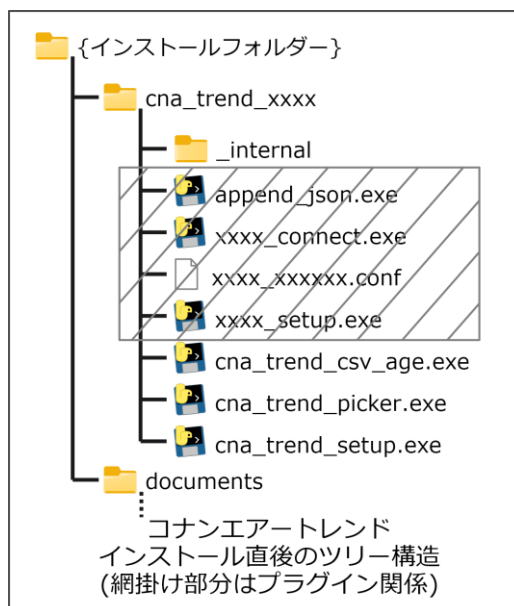 {インストールフォルダー}
cna_trend_xxxx
_internal
append_json.exe
xxxx_connect.exe
xxxx_xxxxxx.conf
xxxx_setup.exe
cna_trend_csv_age.exe
cna_trend_picker.exe
cna_trend_setup.exe
documents
コナンエアートレンド
インストール直後のツリー構造
(網掛け部分はプラグイン関係)